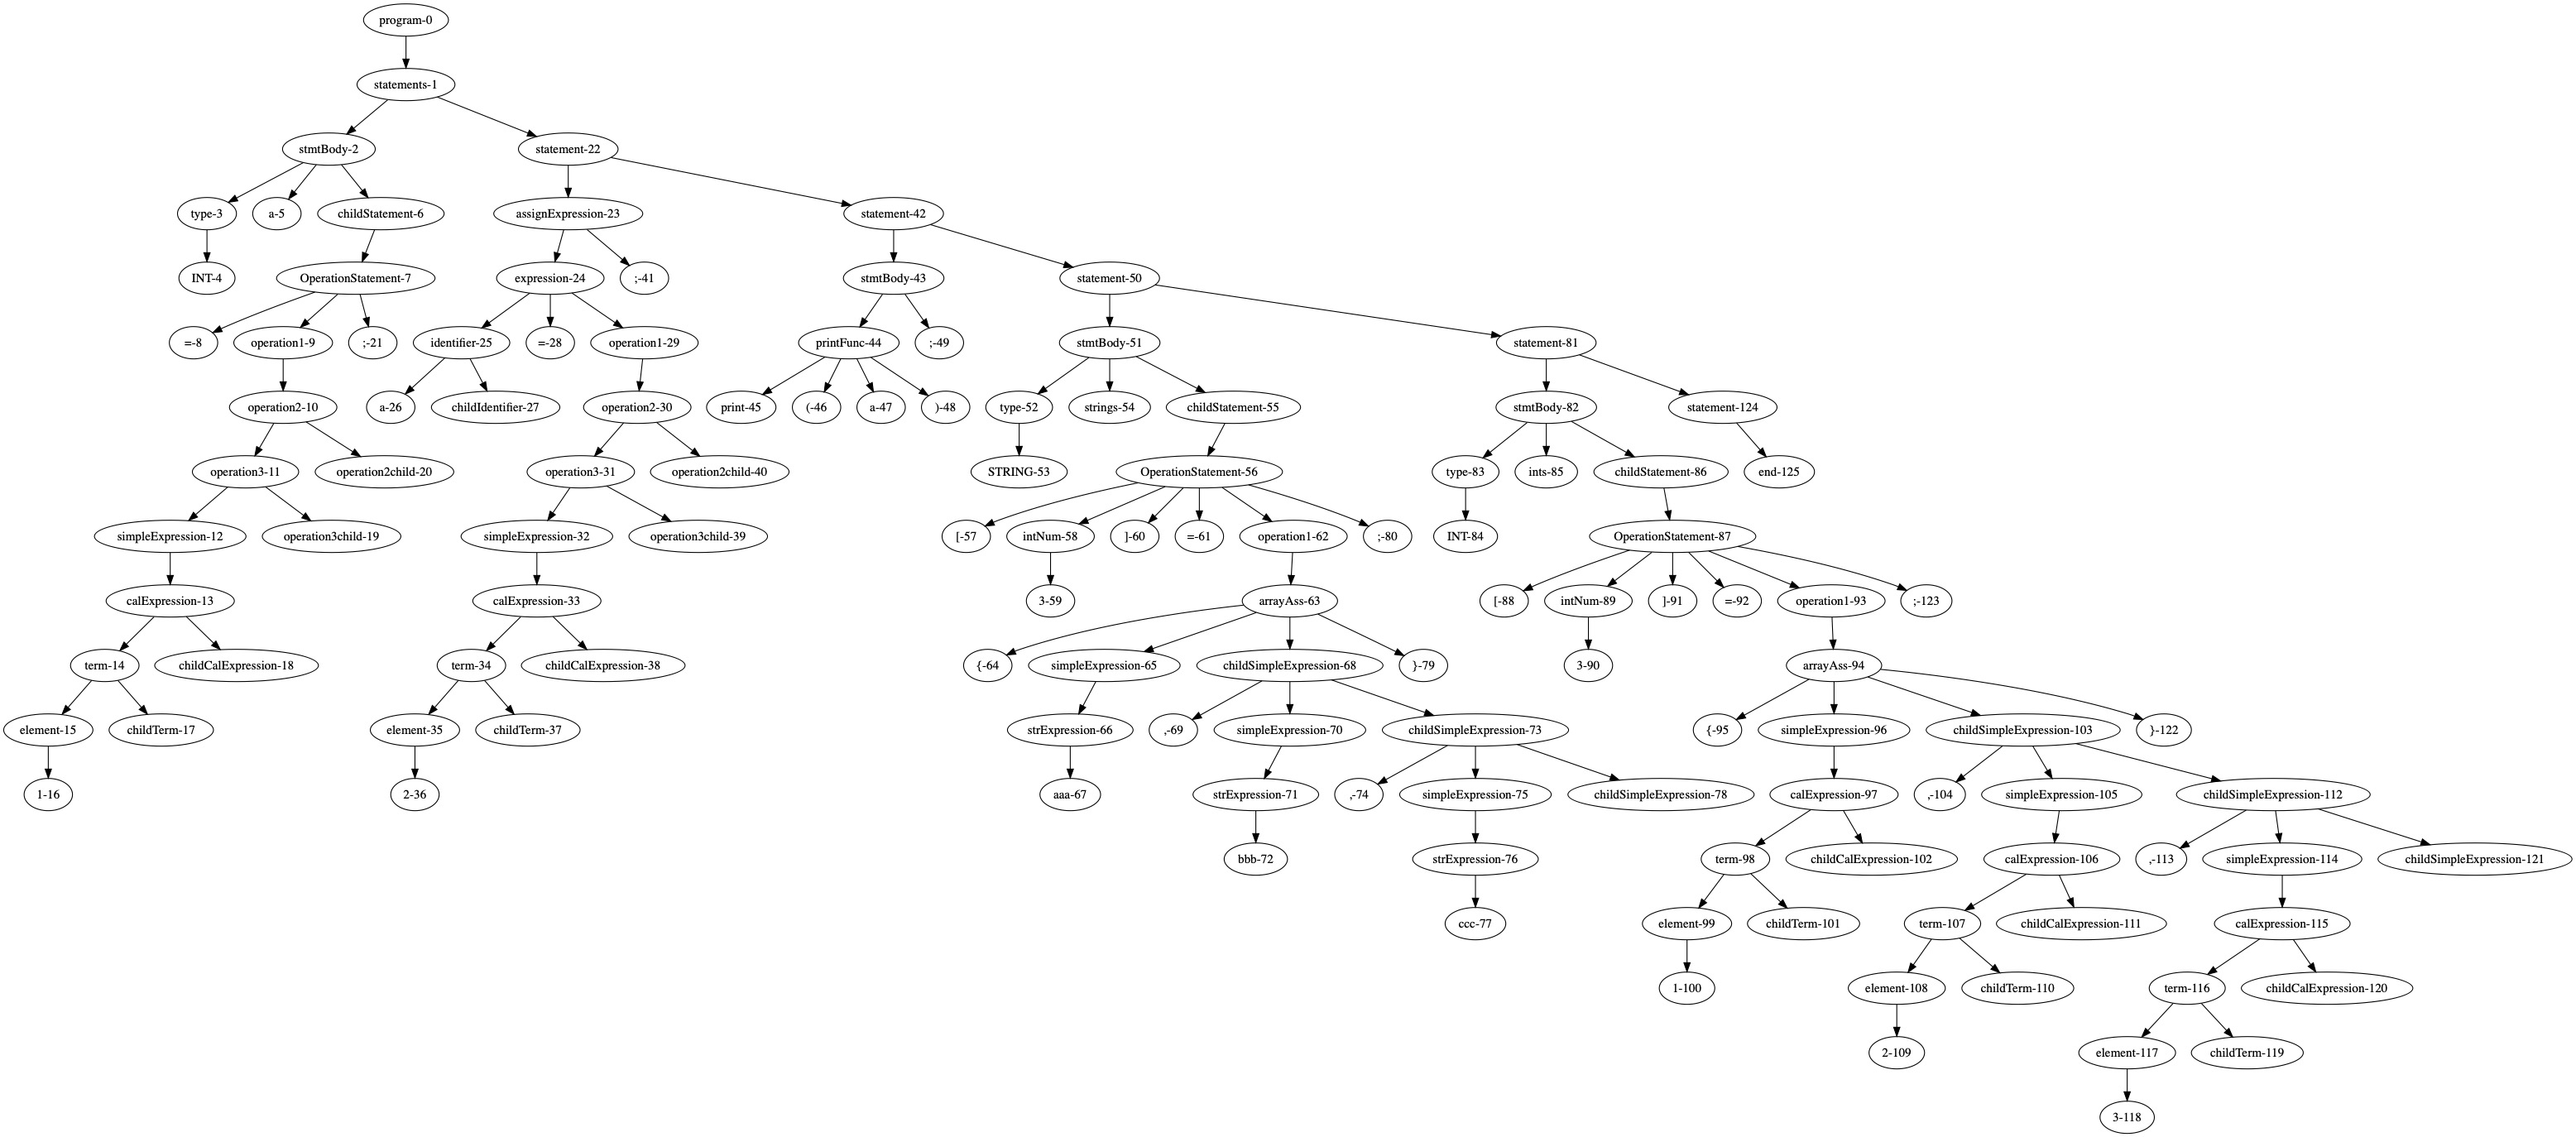 program-0
statements-1
stmtBody-2
statement-22
type-3
a-5
childStatement-6
assignExpression-23
statement-42
INT-4
OperationStatement-7
expression-24
;-41
stmtBody-43
statement-50
=-8
operation1-9
;-21
identifier-25
=-28
operation1-29
printFunc-44
;-49
stmtBody-51
statement-81
operation2-10
a-26
childIdentifier-27
operation2-30
print-45
(-46
a-47
)-48
type-52
strings-54
childStatement-55
stmtBody-82
statement-124
operation3-11
operation2child-20
operation3-31
operation2child-40
STRING-53
OperationStatement-56
type-83
ints-85
childStatement-86
end-125
simpleExpression-12
operation3child-19
simpleExpression-32
operation3child-39
[-57
intNum-58
]-60
=-61
operation1-62
;-80
INT-84
OperationStatement-87
calExpression-13
calExpression-33
3-59
arrayAss-63
[-88
intNum-89
]-91
=-92
operation1-93
;-123
term-14
childCalExpression-18
term-34
childCalExpression-38
{-64
simpleExpression-65
childSimpleExpression-68
}-79
3-90
arrayAss-94
element-15
childTerm-17
element-35
childTerm-37
strExpression-66
,-69
simpleExpression-70
childSimpleExpression-73
{-95
simpleExpression-96
childSimpleExpression-103
}-122
1-16
2-36
aaa-67
strExpression-71
,-74
simpleExpression-75
childSimpleExpression-78
calExpression-97
,-104
simpleExpression-105
childSimpleExpression-112
bbb-72
strExpression-76
term-98
childCalExpression-102
calExpression-106
,-113
simpleExpression-114
childSimpleExpression-121
ccc-77
element-99
childTerm-101
term-107
childCalExpression-111
calExpression-115
1-100
element-108
childTerm-110
term-116
childCalExpression-120
2-109
element-117
childTerm-119
3-118